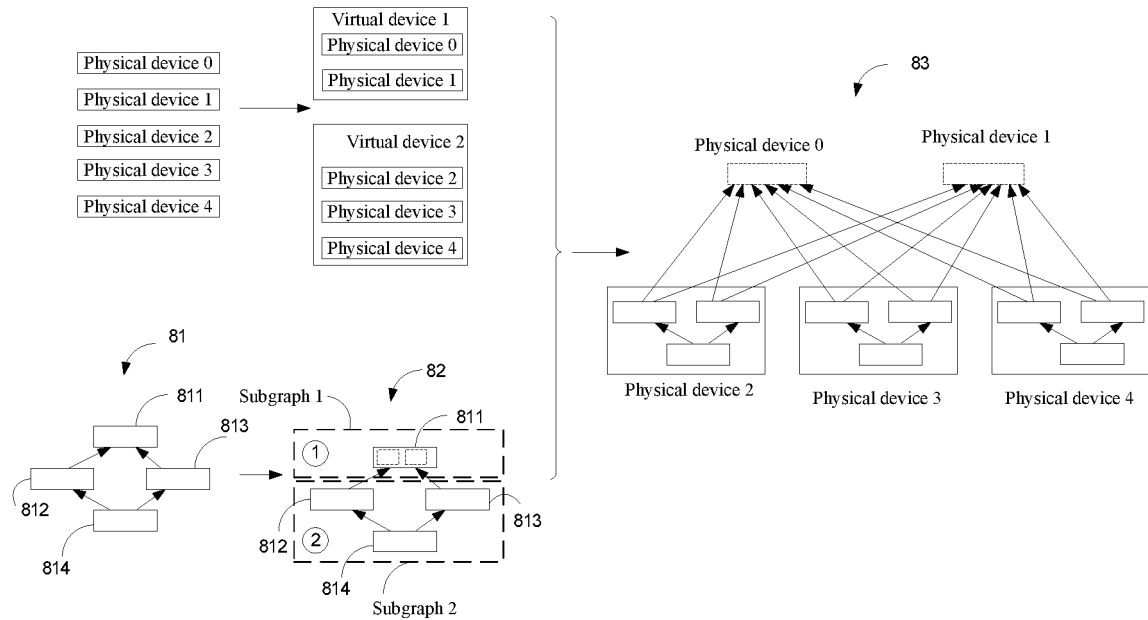 Physical device 0
Physical device 1
Physical device 2
Physical device 3
Physical device 4
Virtual device 1
Physical device 0
Physical device 1
Virtual device 2
Physical device 2
Physical device 3
Physical device 4
83
Physical device 0
Physical device 1
Physical device 2
Physical device 3
Physical device 4
81
811
813
812
814
82
Subgraph 1
811
1
812
813
2
814
Subgraph 2